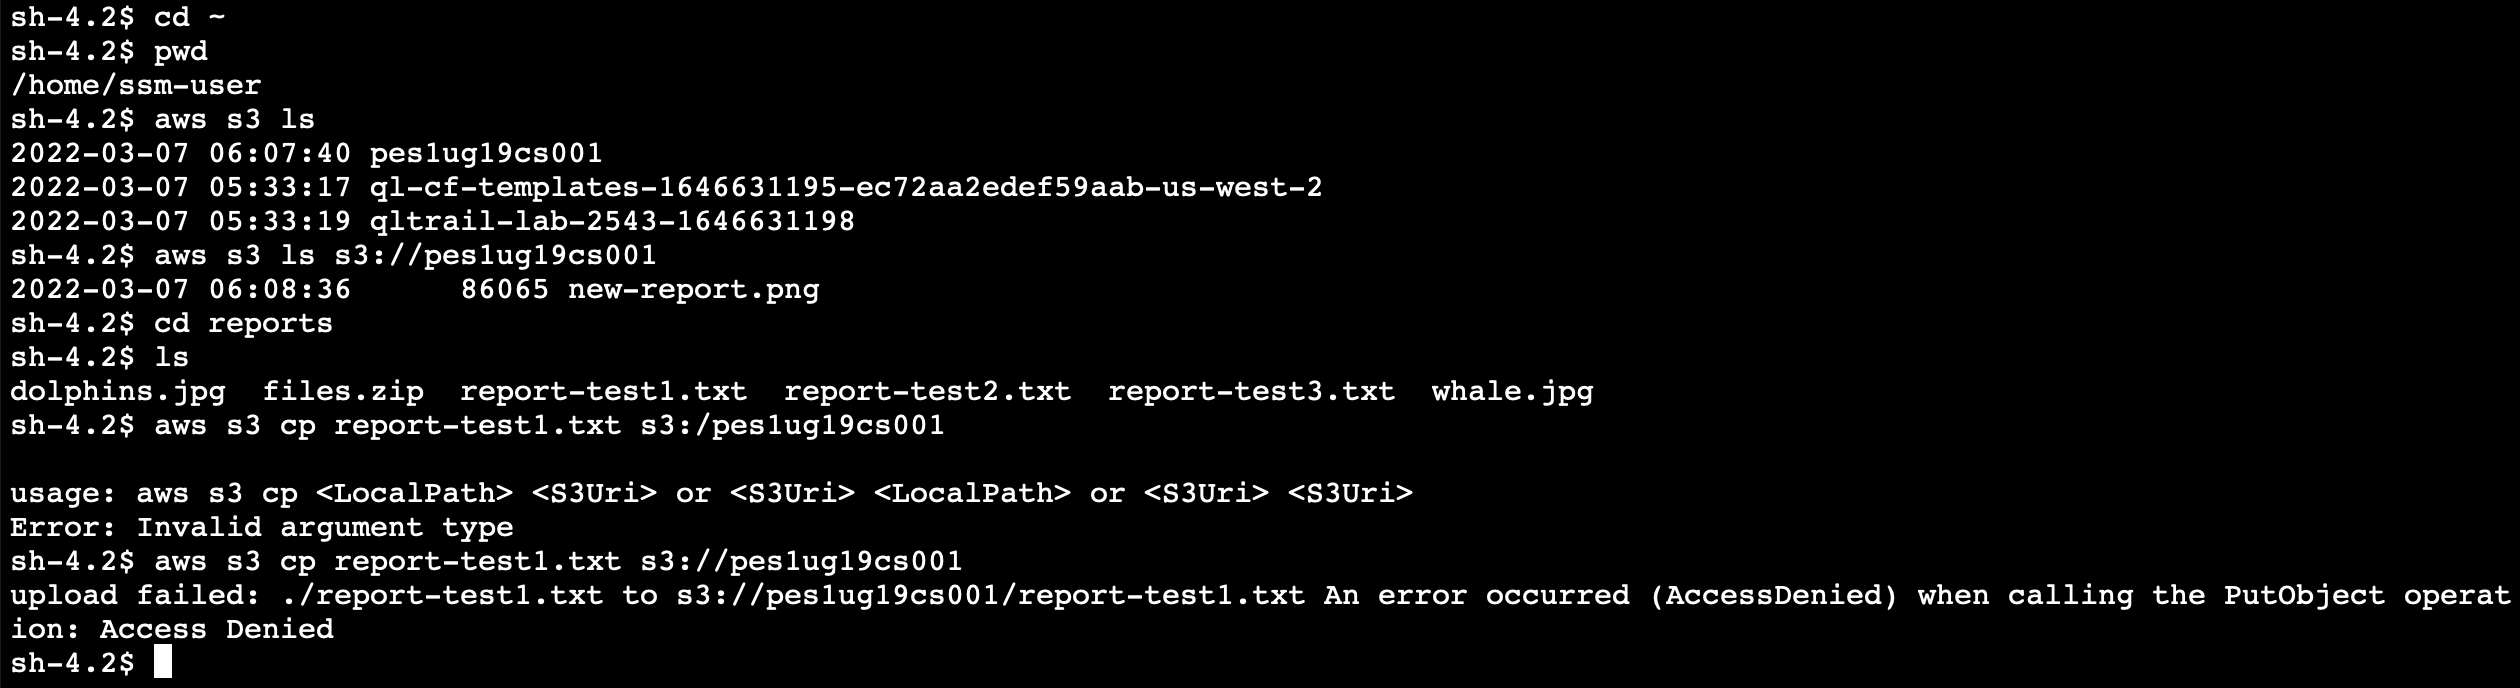 sh-4.2$ cd ~
sh-4.2$ pwd
/home/ssm-user
sh-4.2$ aws s3 ls
2022-03-07 06:07:40 pes1ug19cs001
2022-03-07 05:33:17 ql-cf-templates-1646631195-ec72aa2edef59aab-us-west-2
2022-03-07 05:33:19 qltrail-lab-2543-1646631198
sh-4.2$ aws s3 ls s3://pes1ug19cs001
2022-03-07 06:08:36      86065 new-report.png
sh-4.2$ cd reports
sh-4.2$ ls
dolphins.jpg  files.zip  report-test1.txt  report-test2.txt  report-test3.txt  whale.jpg
sh-4.2$ aws s3 cp report-test1.txt s3:/pes1ug19cs001
usage: aws s3 cp <LocalPath> <S3Uri> or <S3Uri> <LocalPath> or <S3Uri> <S3Uri>
Error: Invalid argument type
sh-4.2$ aws s3 cp report-test1.txt s3://pes1ug19cs001
upload failed: ./report-test1.txt to s3://pes1ug19cs001/report-test1.txt An error occurred (AccessDenied) when calling the PutObject operat
ion: Access Denied
sh-4.2$